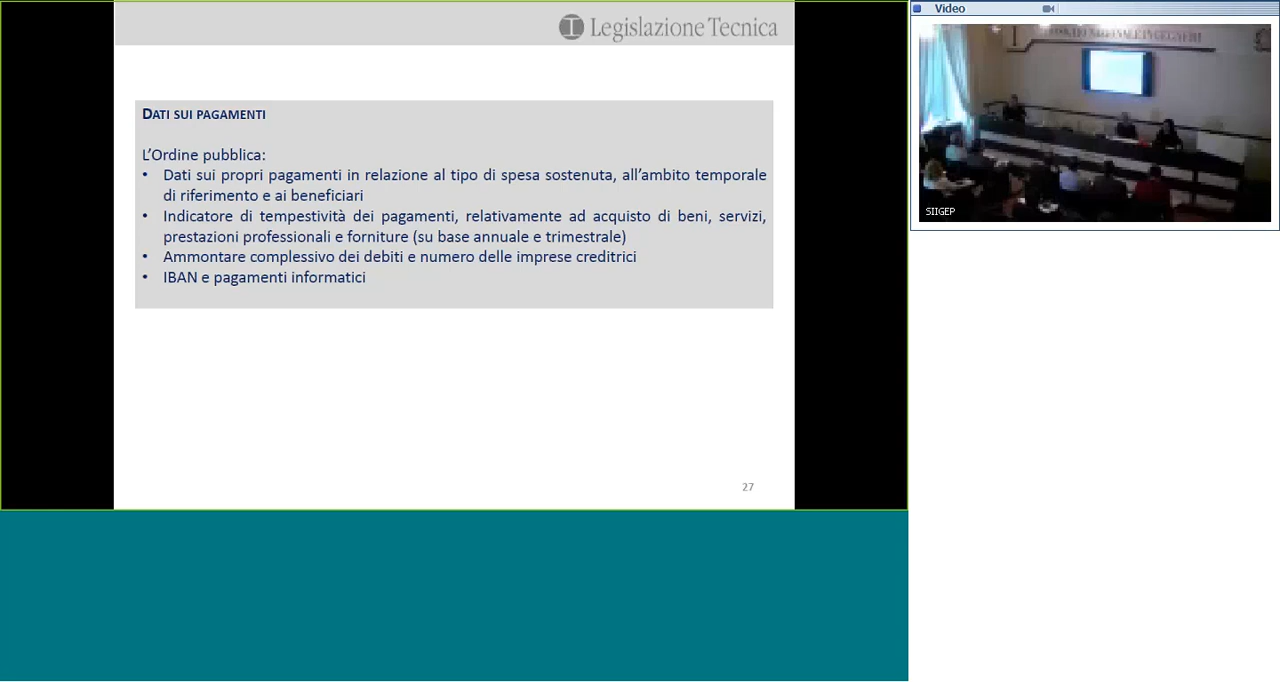 Legislazione Tecnica
DATI SUI PAGAMENTI
L'Ordine pubblica:
• Dati sui propri pagamenti in relazione al tipo di spesa sostenuta, all'ambito temporale
di riferimento e ai beneficiari
• Indicatore di tempestività dei pagamenti, relativamente ad acquisto di beni, servizi,
prestazioni professionali e forniture (su base annuale e trimestrale)
• Ammontare complessivo dei debiti e numero delle imprese creditrici
• IBAN e pagamenti informatici
27
Video
SIIGEP